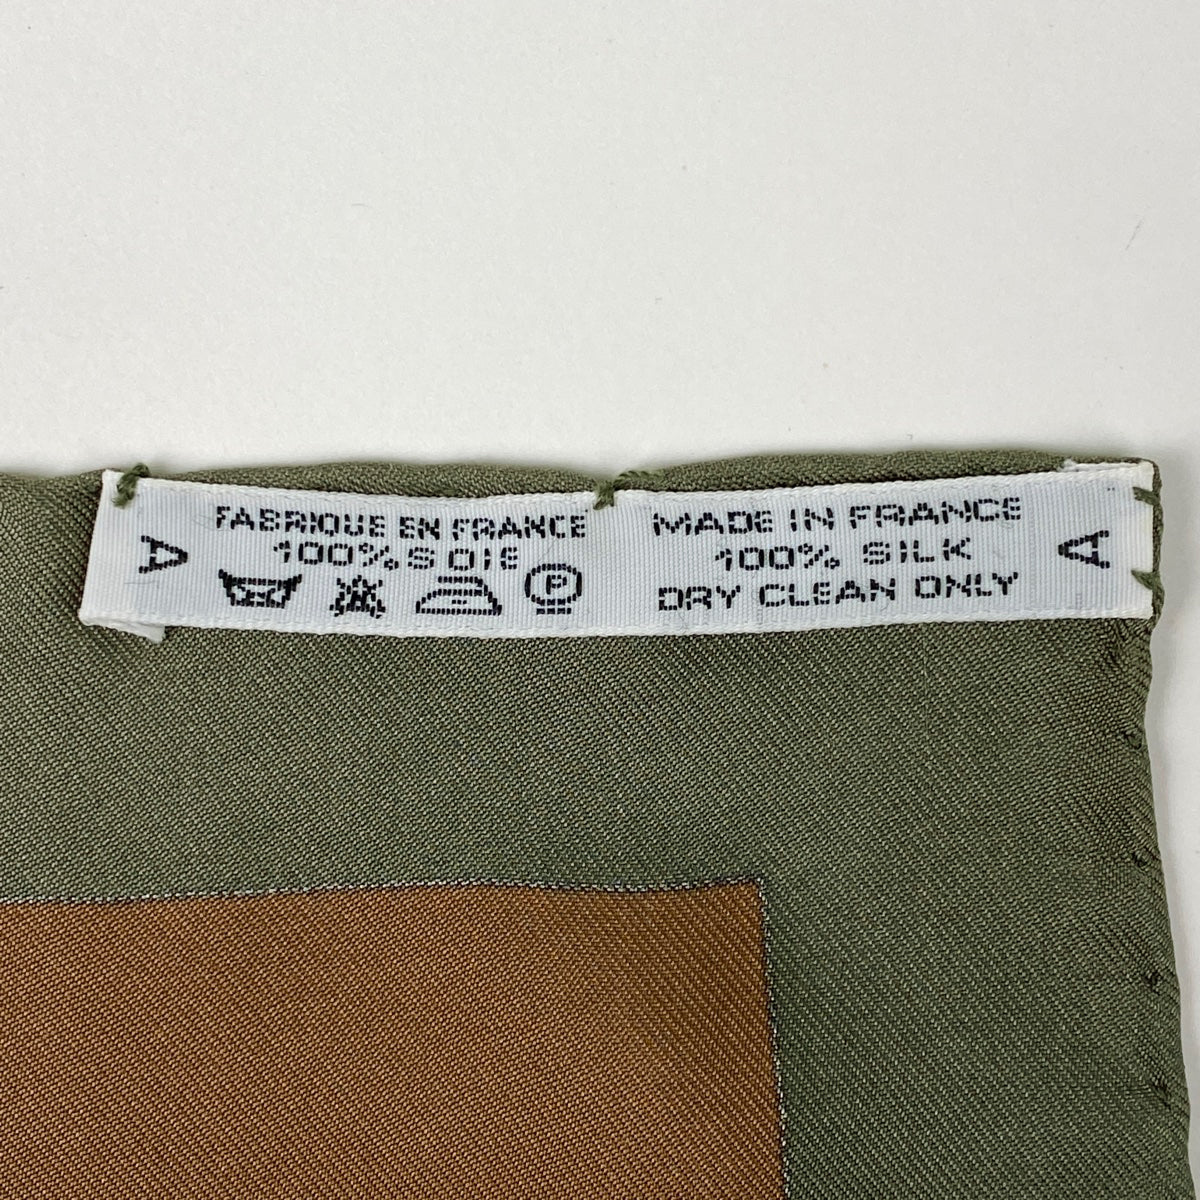 FABRIQUE EN FRANCE
100% SOIE
P
A
MADE IN FRANCE
100% SILK
DRY CLEAN ONLY
A